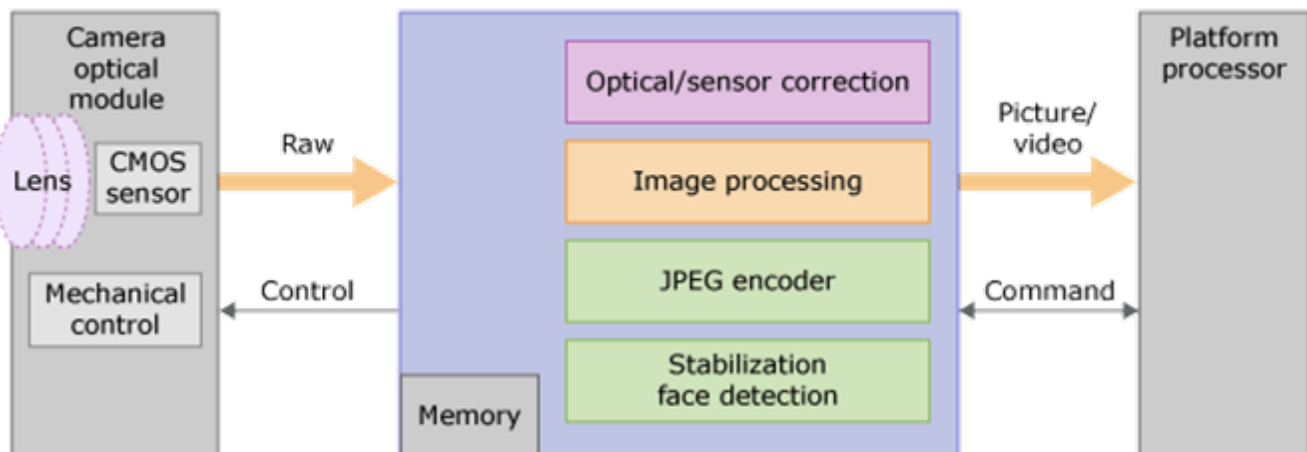 Camera
optical
module
Lens
CMOS
sensor
Mechanical
control
Raw
Control
Optical/sensor correction
Image processing
JPEG encoder
Stabilization
face detection
Memory
Picture/
video
Command
Platform
processor